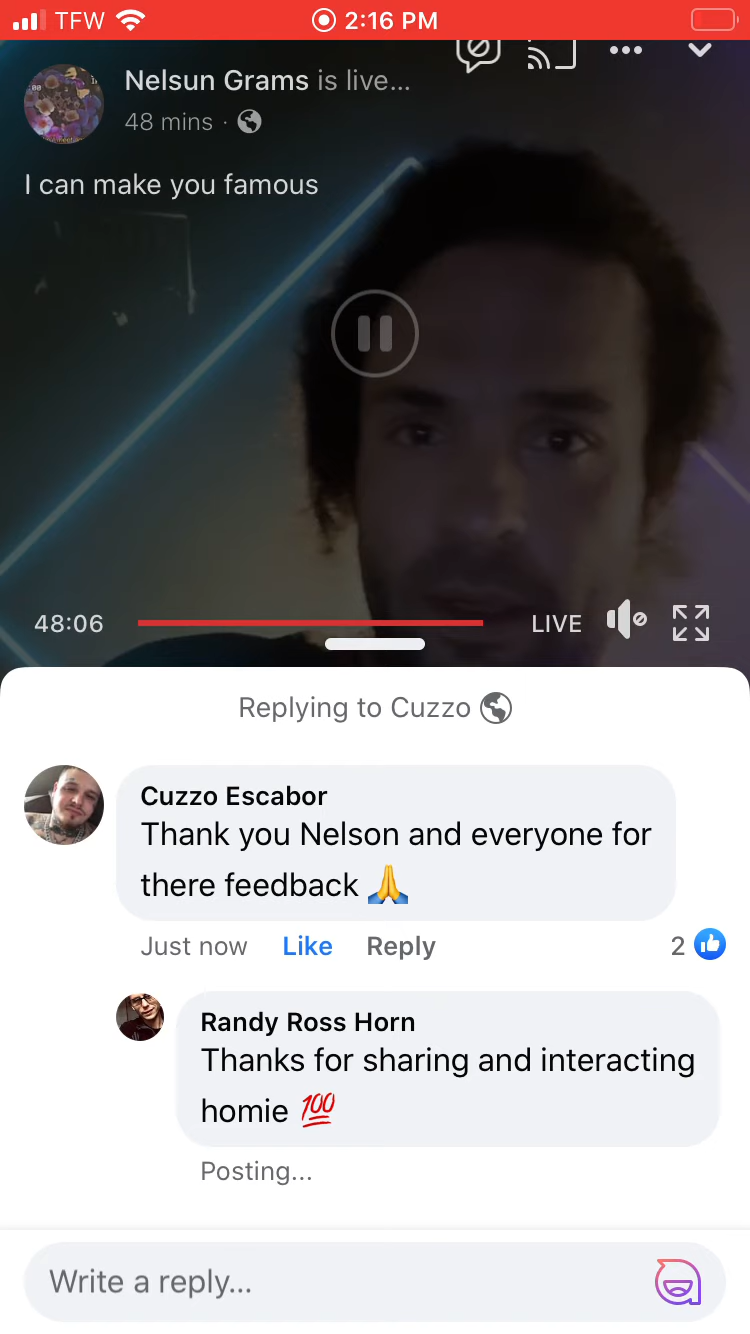 TFW 2:16 PM
Nelsun Grams is live...
48 mins ·
I can make you famous
48:06 LIVE
Replying to Cuzzo
Cuzzo Escabor
Thank you Nelson and everyone for
there feedback 🙏
Just now Like Reply 2
Randy Ross Horn
Thanks for sharing and interacting
homie 💯
Posting...
Write a reply...